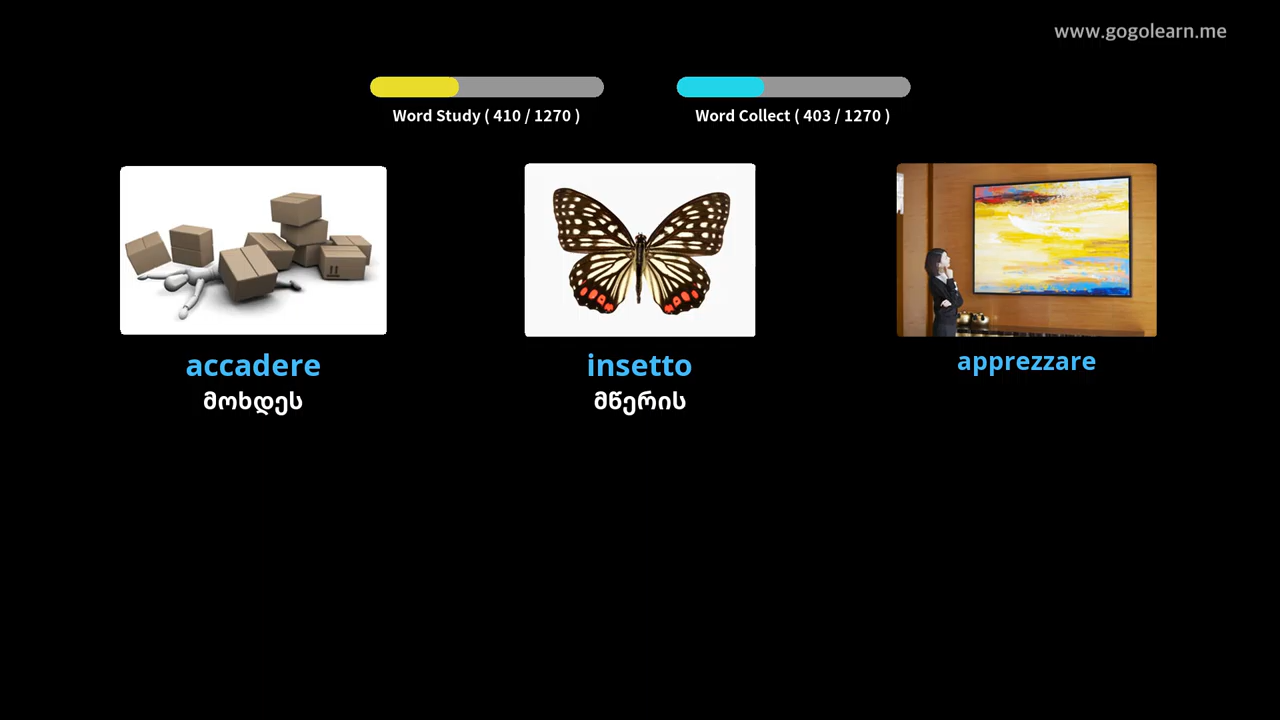 www.gogolearn.me
Word Study ( 410 / 1270 )
Word Collect ( 403 / 1270 )
accadere
მოხდეს
insetto
მწერის
apprezzare